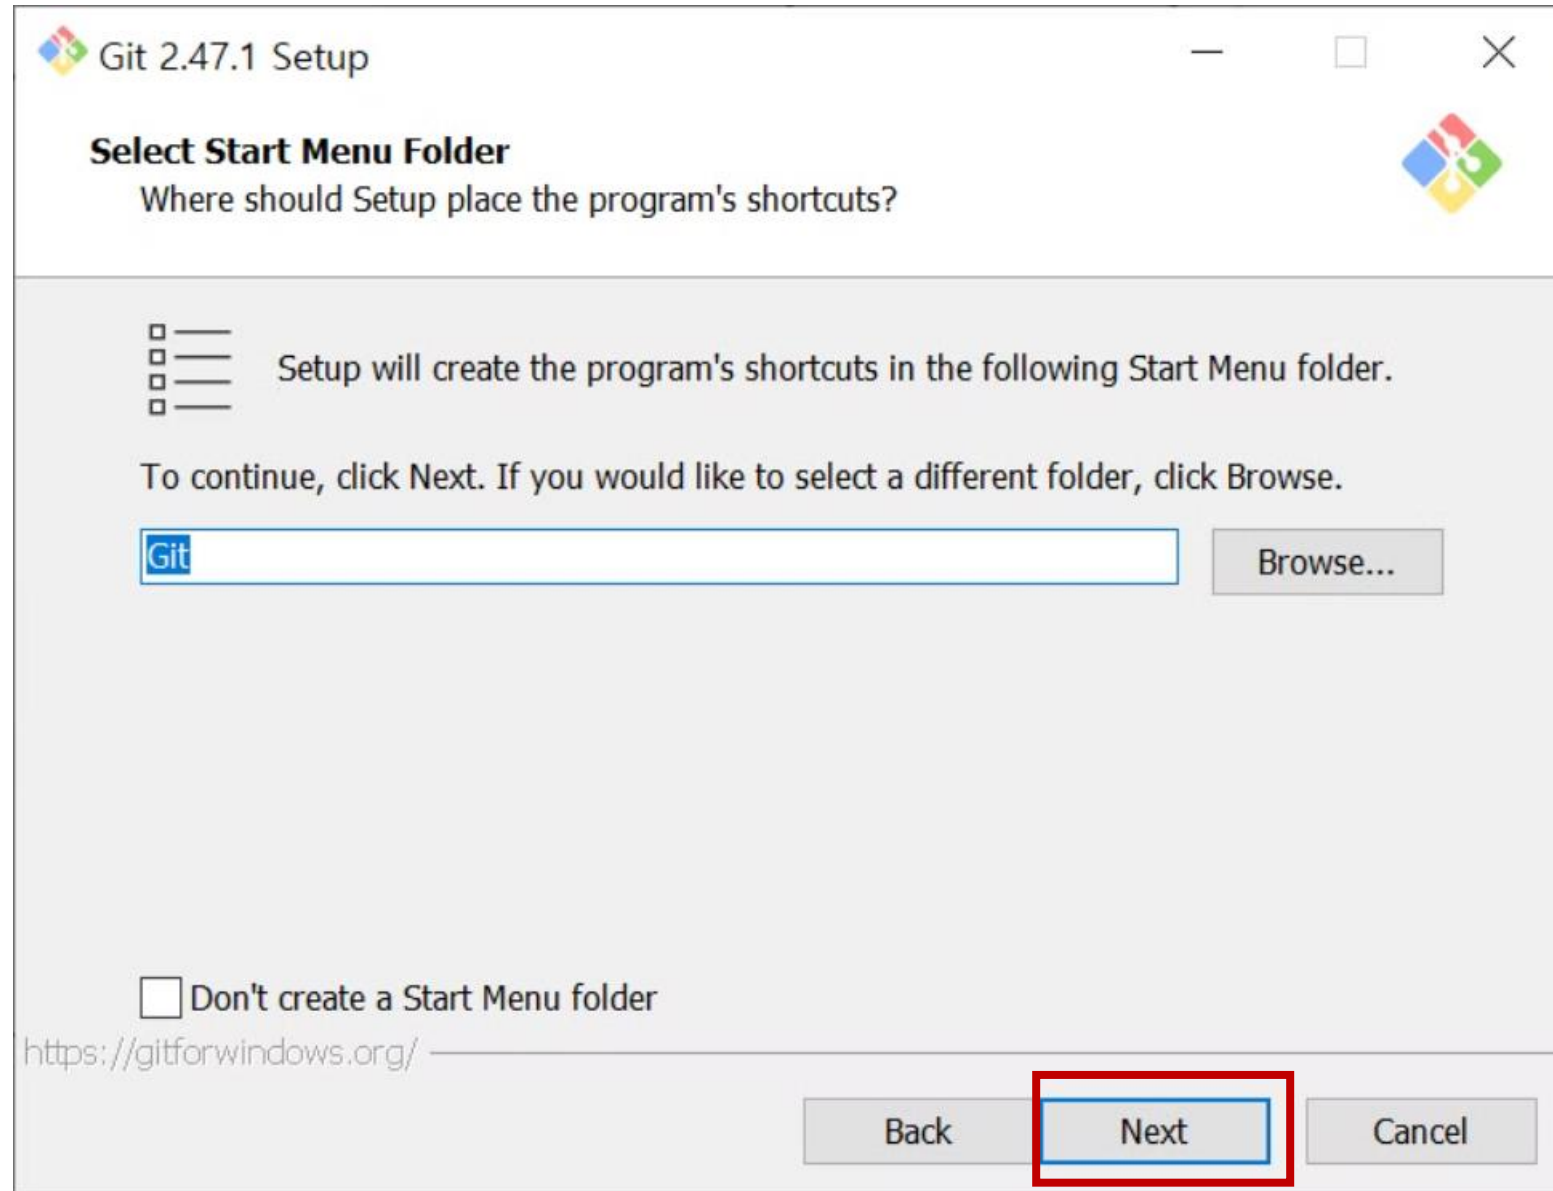 Git 2.47.1 Setup
Select Start Menu Folder
Where should Setup place the program's shortcuts?
Setup will create the program's shortcuts in the following Start Menu folder.
To continue, click Next. If you would like to select a different folder, click Browse.
Git
Browse...
Don't create a Start Menu folder
https://gitforwindows.org/
Back
Next
Cancel